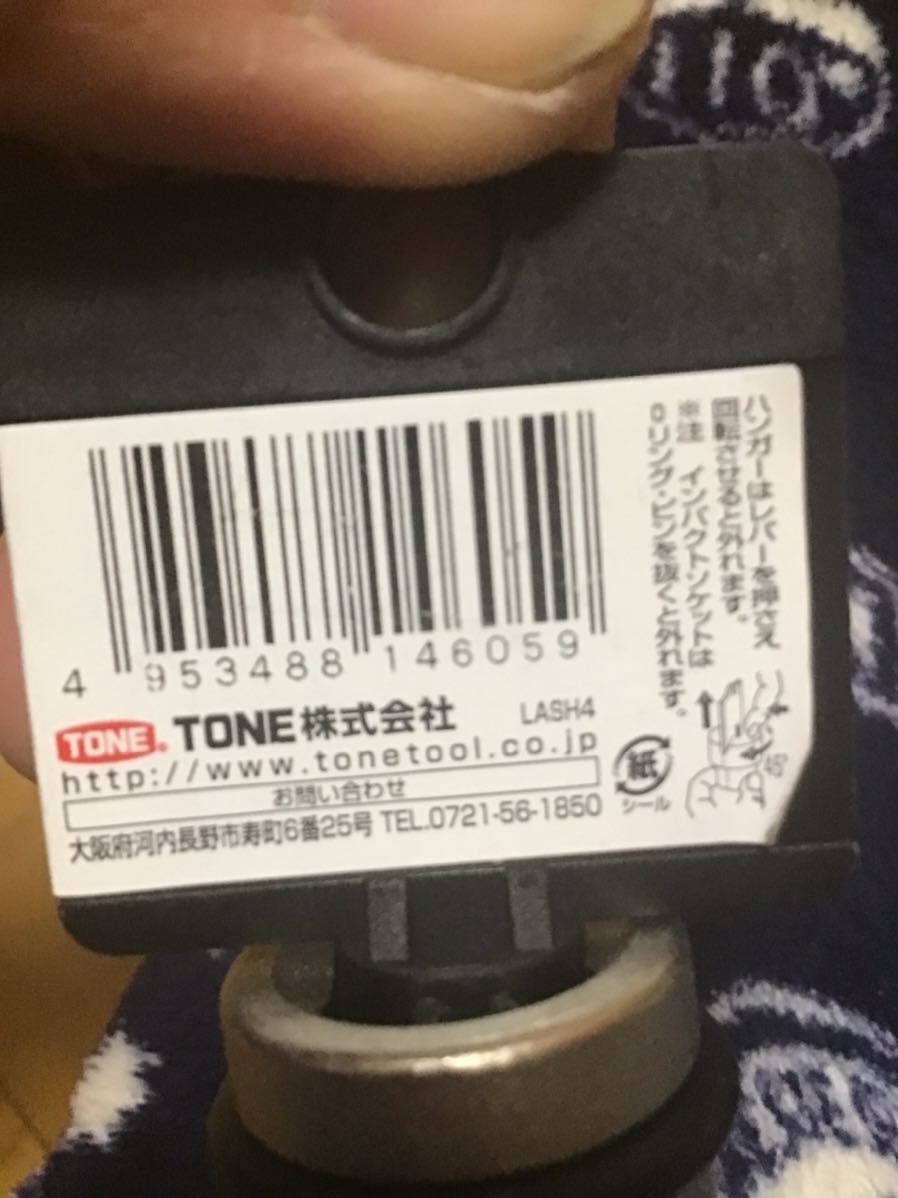 4 953488 146059
TONE® TONE株式会社 LASH4
http://www.tonetool.co.jp
お問い合わせ
大阪府河内長野市寿町6番25号 TEL.0721-56-1850
ハンガーはレバーを押さえ
回転させると外れます。
※注 インパクトソケットは
Oリング・ピンを抜くと外れます。
紙
シール
45°